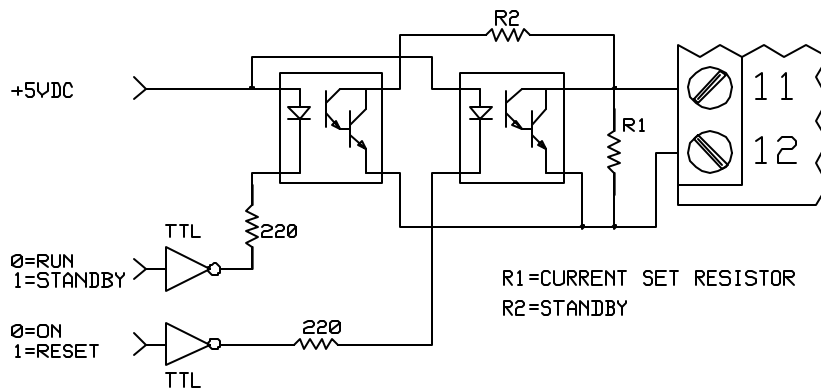 R2
+5VDC
11
R1
12
TTL
220
0=RUN
1=STANDBY
R1=CURRENT SET RESISTOR
R2=STANDBY
220
0=ON
1=RESET
TTL